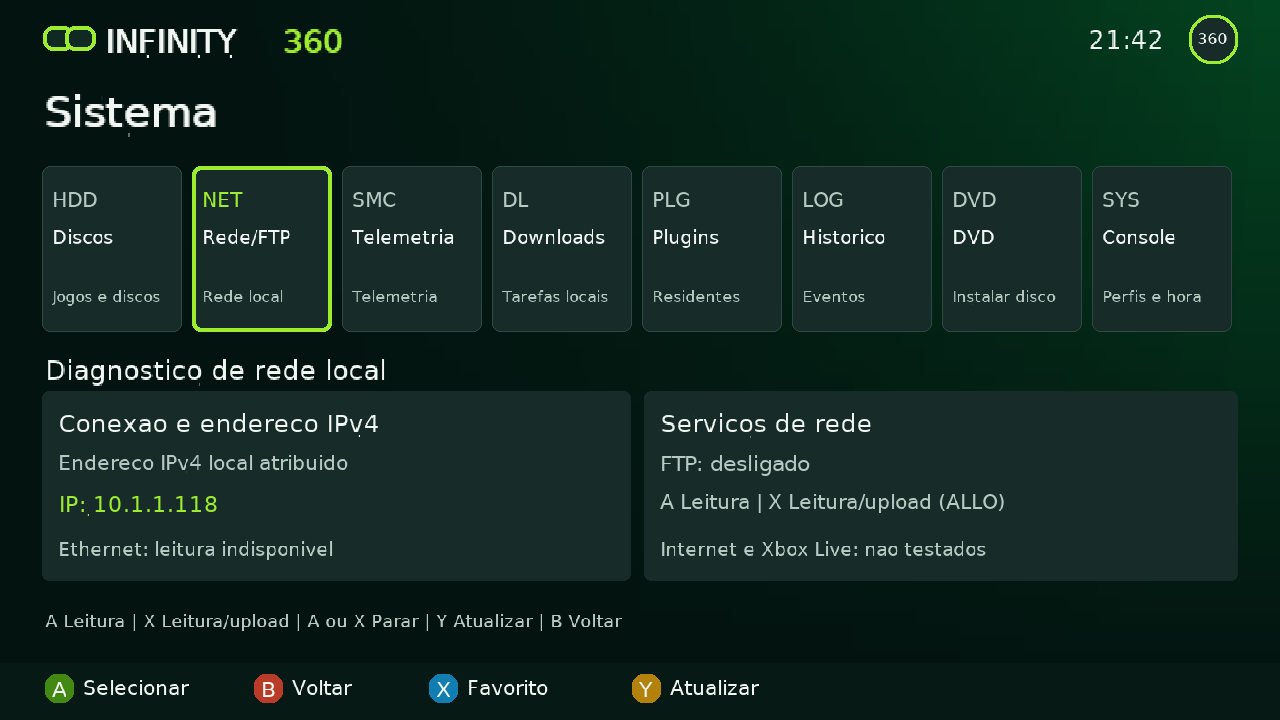 INFINITY 360
21:42
360
Sistema
HDD
Discos
Jogos e discos
NET
Rede/FTP
Rede local
SMC
Telemetria
Telemetria
DL
Downloads
Tarefas locais
PLG
Plugins
Residentes
LOG
Historico
Eventos
DVD
DVD
Instalar disco
SYS
Console
Perfis e hora
Diagnostico de rede local
Conexao e endereco IPv4
Endereco IPv4 local atribuido
IP: 10.1.1.118
Ethernet: leitura indisponivel
Servicos de rede
FTP: desligado
A Leitura | X Leitura/upload (ALLO)
Internet e Xbox Live: nao testados
A Leitura | X Leitura/upload | A ou X Parar | Y Atualizar | B Voltar
A Selecionar
B Voltar
X Favorito
Y Atualizar